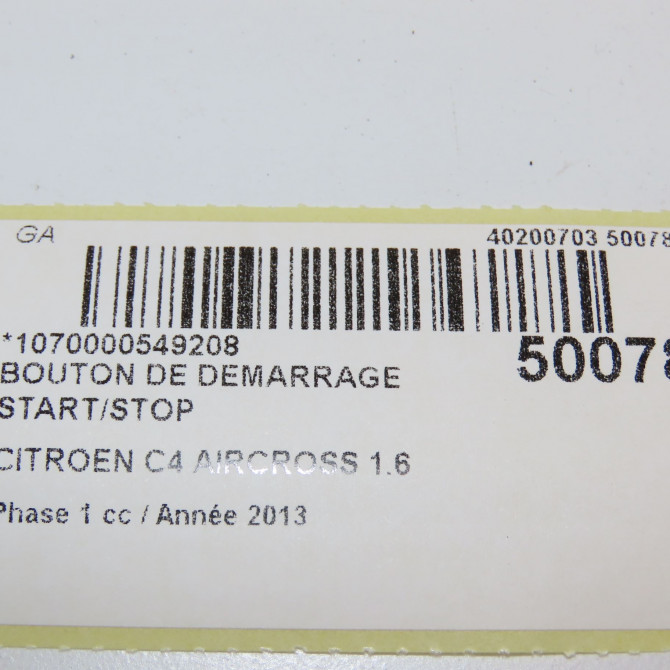 GA
40200703 50078
*1070000549208
50078
BOUTON DE DEMARRAGE
START/STOP
CITROEN C4 AIRCROSS 1.6
Phase 1 cc / Année 2013